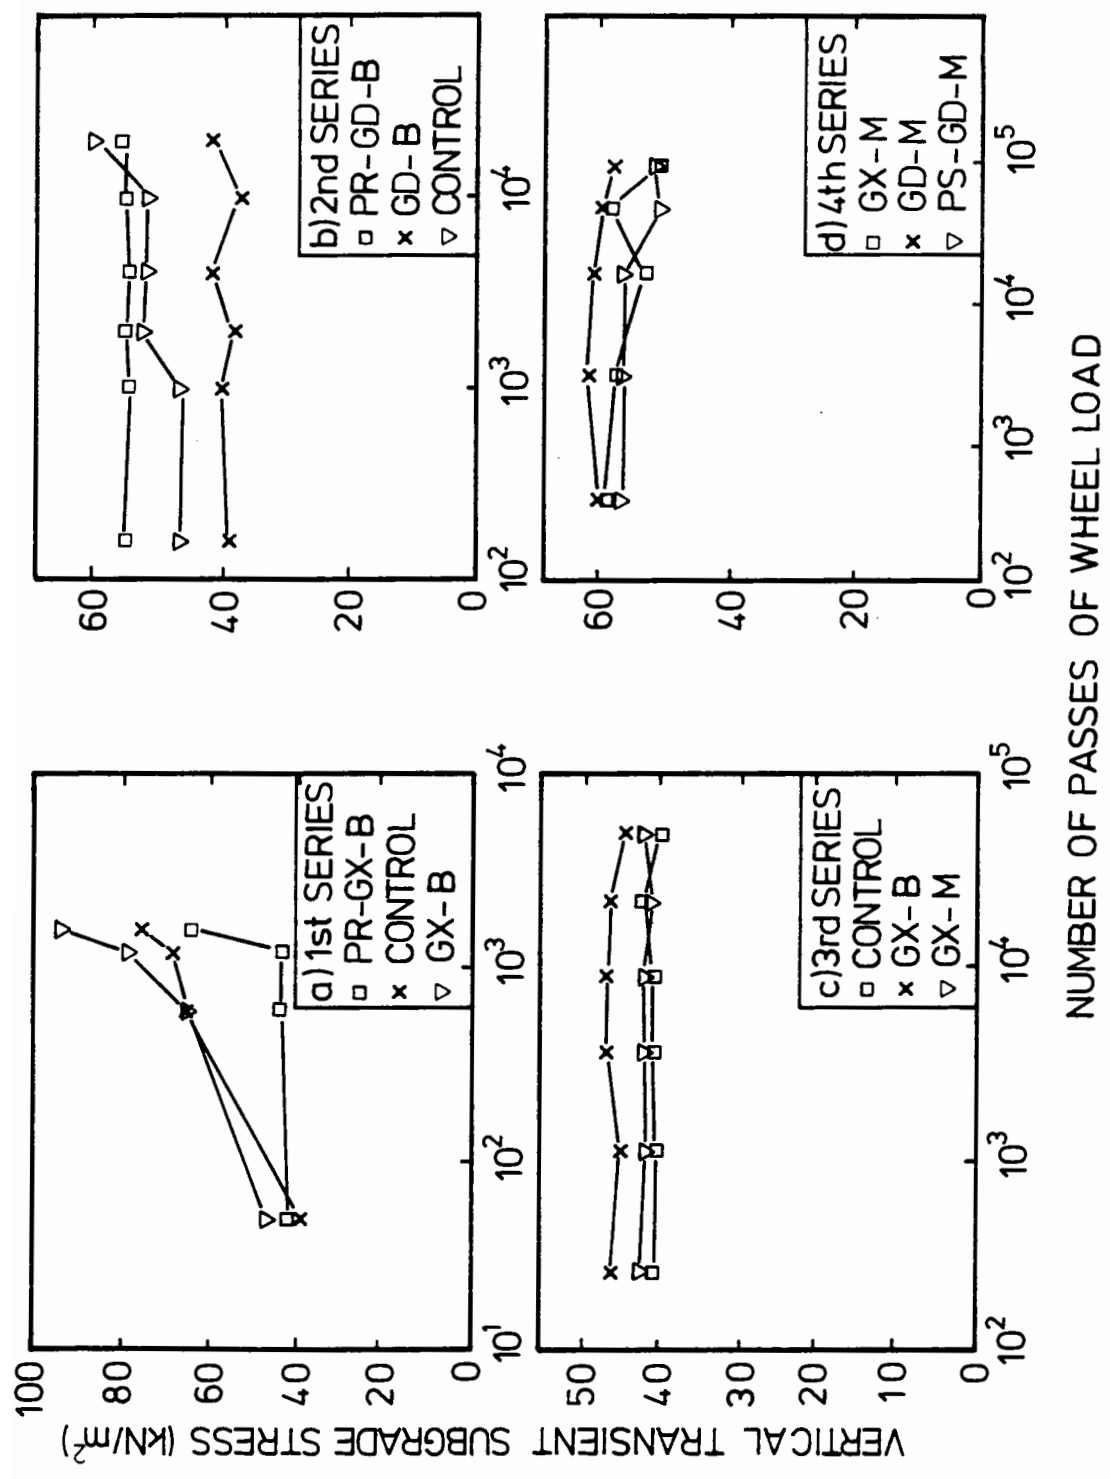 VERTICAL TRANSIENT SUBGRADE STRESS (kN/m²)
100
80
60
40
20
0
10¹
10²
10³
10⁴
a) 1st SERIES
□ PR-GX-B
× CONTROL
▽ GX-B
60
40
20
0
10²
10³
10⁴
b) 2nd SERIES
□ PR-GD-B
× GD-B
▽ CONTROL
50
40
30
20
10
0
10²
10³
10⁴
10⁵
c) 3rd SERIES
□ CONTROL
× GX-B
▽ GX-M
60
40
20
0
10²
10³
10⁴
10⁵
d) 4th SERIES
□ GX-M
× GD-M
▽ PS-GD-M
NUMBER OF PASSES OF WHEEL LOAD